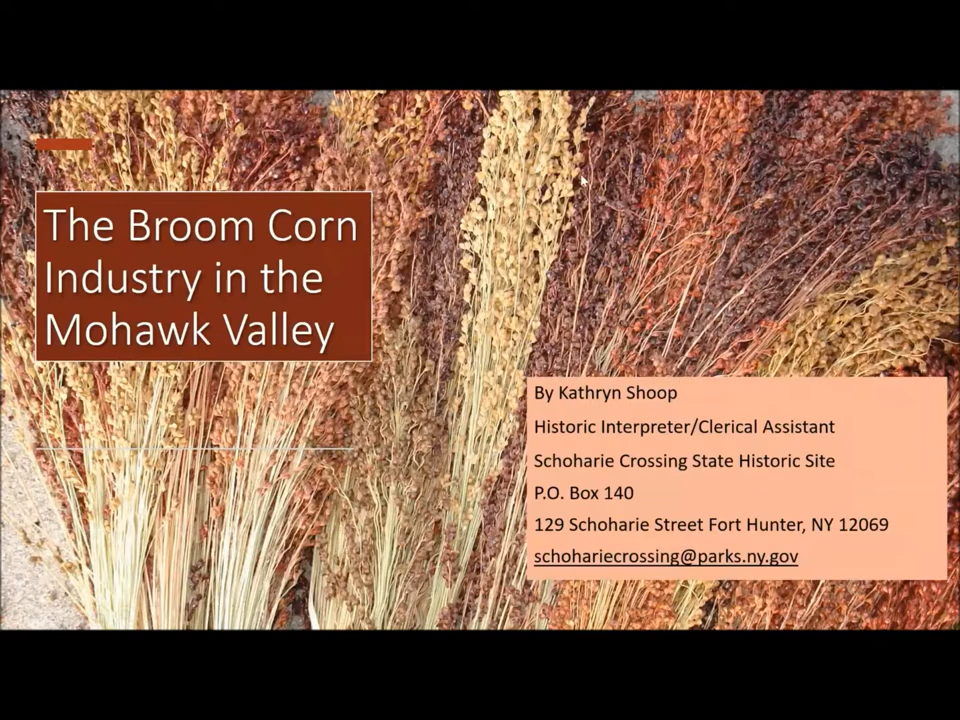 The Broom Corn
Industry in the
Mohawk Valley
By Kathryn Shoop
Historic Interpreter/Clerical Assistant
Schoharie Crossing State Historic Site
P.O. Box 140
129 Schoharie Street Fort Hunter, NY 12069
schohariecrossing@parks.ny.gov